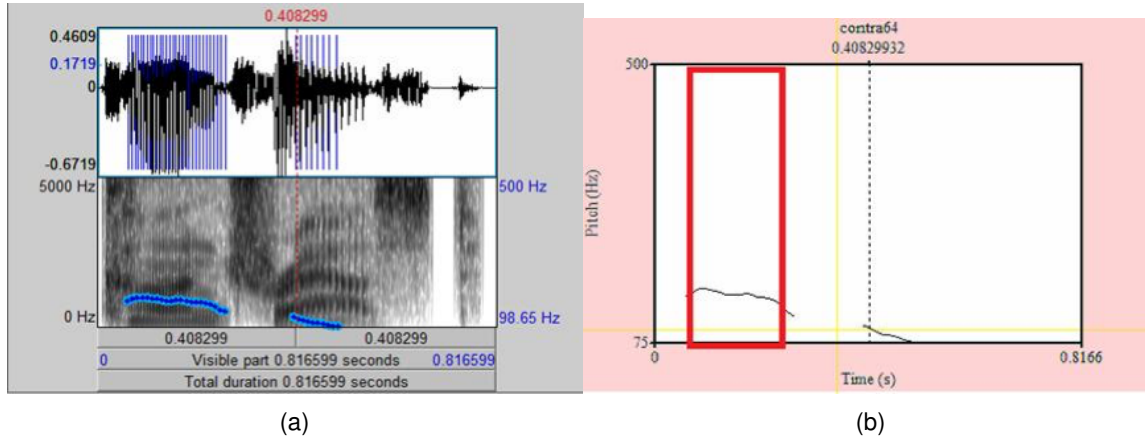 0.408299
0.4609
0.1719
0
-0.6719
5000 Hz
500 Hz
0 Hz
98.65 Hz
0.408299 0.408299
0 Visible part 0.816599 seconds 0.816599
Total duration 0.816599 seconds
(a)
contra64
0.40829932
500
Pitch (Hz)
75
0 0.8166
Time (s)
(b)